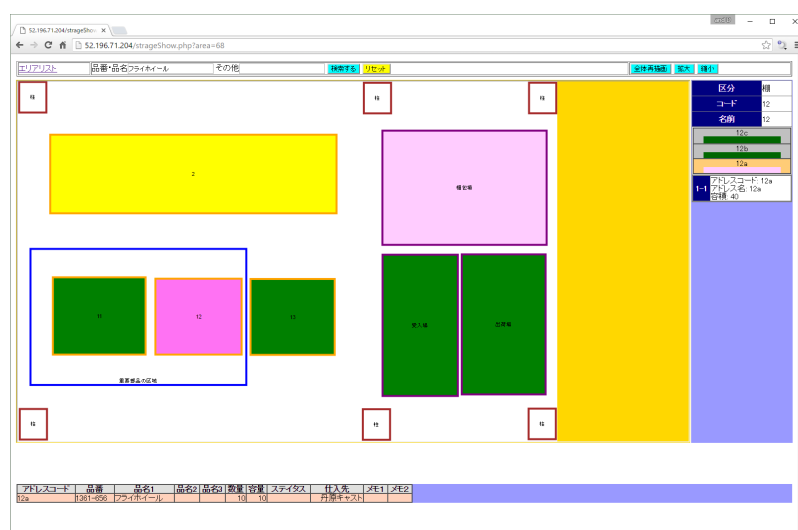 52.196.71.204/strageSho
52.196.71.204/strageShow.php?area=68
エリアリスト 品番・品名フライホイール その他 検索する リセット 全体再描画 拡大 縮小
区分 棚
コード 12
名前 12
12c
12b
12a
1-1 アドレスコード: 12a
アドレス名: 12a
容積: 40
柱 柱 柱
2 梱包場
11 12 13 受入場 出荷場
重要部品の区域
柱 柱 柱
アドレスコード 品番 品名1 品名2 品名3 数量 容量 ステイタス 仕入先 メモ1 メモ2
12a 1361-656 フライホイール 10 10 丹原キャスト